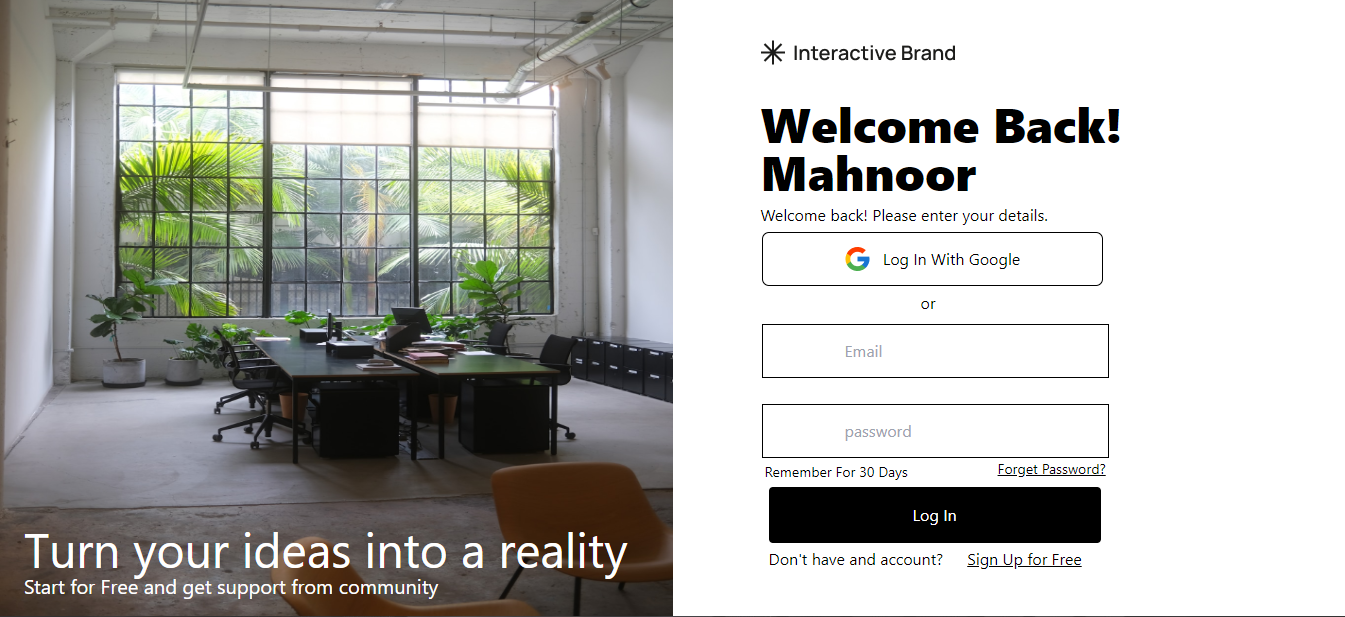 Interactive Brand
Welcome Back!
Mahnoor
Welcome back! Please enter your details.
Log In With Google
or
Email
password
Remember For 30 Days
Forget Password?
Log In
Don't have and account?
Sign Up for Free
Turn your ideas into a reality
Start for Free and get support from community